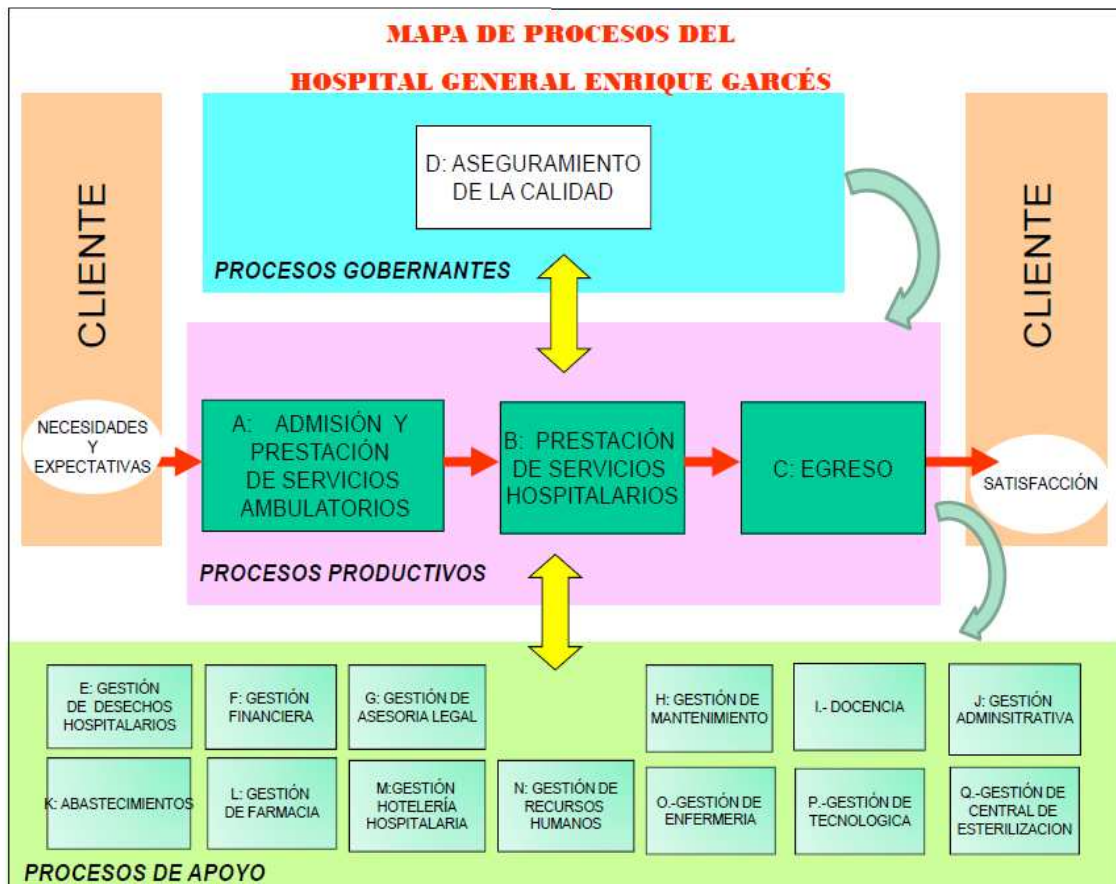 MAPA DE PROCESOS DEL
HOSPITAL GENERAL ENRIQUE GARCÉS
CLIENTE
D: ASEGURAMIENTO
DE LA CALIDAD
PROCESOS GOBERNANTES
CLIENTE
NECESIDADES
Y
EXPECTATIVAS
A: ADMISIÓN Y
PRESTACIÓN
DE SERVICIOS
AMBULATORIOS
B: PRESTACIÓN
DE SERVICIOS
HOSPITALARIOS
C: EGRESO
SATISFACCIÓN
PROCESOS PRODUCTIVOS
E: GESTIÓN
DE DESECHOS
HOSPITALARIOS
F: GESTIÓN
FINANCIERA
G: GESTIÓN DE
ASESORIA LEGAL
H: GESTIÓN DE
MANTENIMIENTO
I.- DOCENCIA
J: GESTIÓN
ADMINSITRATIVA
K: ABASTECIMIENTOS
L: GESTIÓN
DE FARMACIA
M:GESTIÓN
HOTELERÍA
HOSPITALARIA
N: GESTIÓN DE
RECURSOS
HUMANOS
O.-GESTIÓN DE
ENFERMERIA
P.-GESTIÓN DE
TECNOLOGICA
Q.-GESTIÓN DE
CENTRAL DE
ESTERILIZACION
PROCESOS DE APOYO